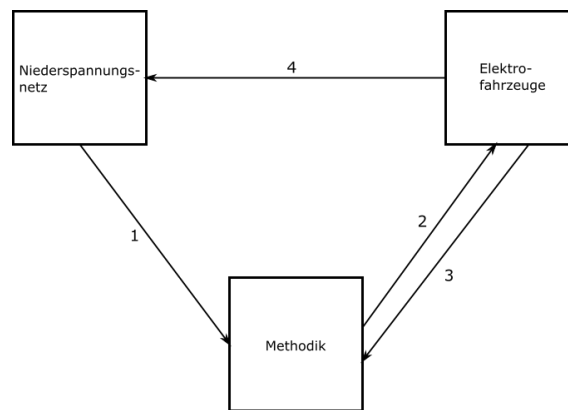 Niederspannungs-
netz
4
Elektro-
fahrzeuge
1
2
3
Methodik